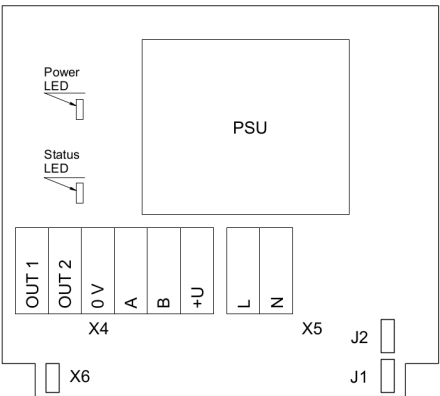 Power
LED
PSU
Status
LED
OUT 1
OUT 2
0 V
A
B
+U
L
N
X4
X5
J2
X6
J1